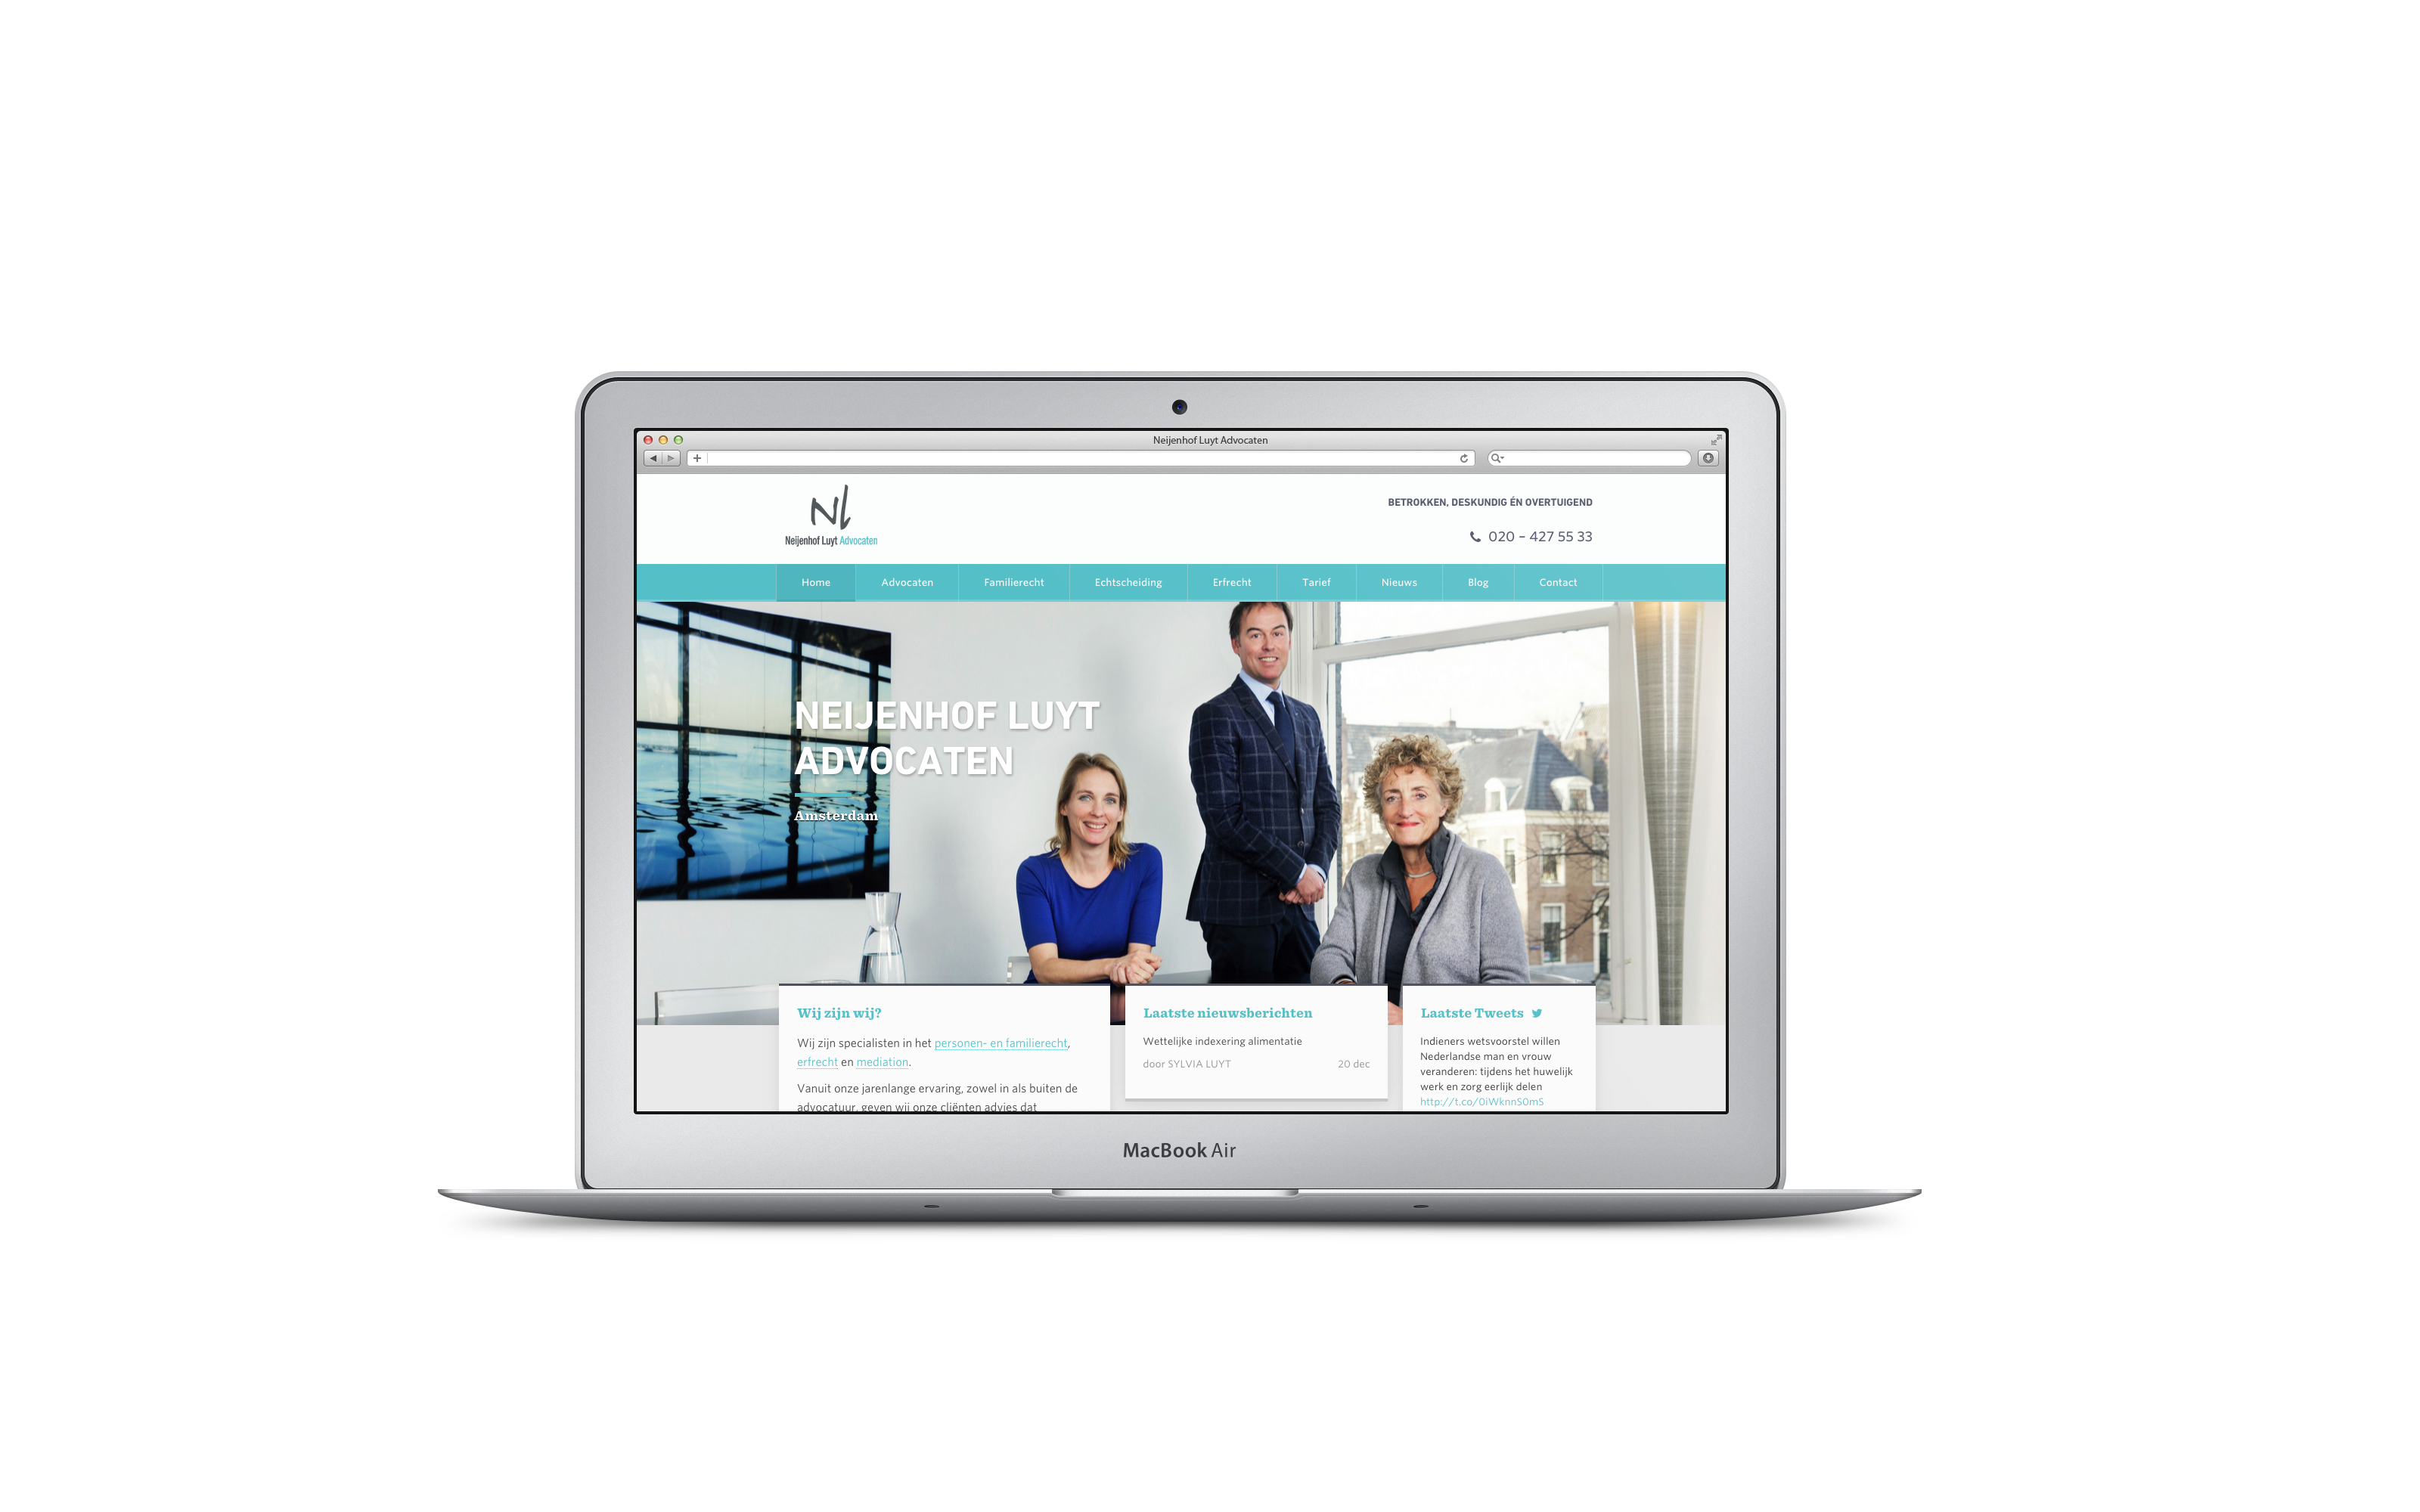 Neijenhof Luyt Advocaten
Nl
Neijenhof Luyt Advocaten
BETROKKEN, DESKUNDIG ÉN OVERTUIGEND
020 – 427 55 33
Home Advocaten Familierecht Echtscheiding Erfrecht Tarief Nieuws Blog Contact
NEIJENHOF LUYT
ADVOCATEN
Amsterdam
Wij zijn wij?
Wij zijn specialisten in het personen- en familierecht,
erfrecht en mediation.
Vanuit onze jarenlange ervaring, zowel in als buiten de
advocatuur, geven wij onze cliënten advies dat
Laatste nieuwsberichten
Wettelijke indexering alimentatie
door SYLVIA LUYT 20 dec
Laatste Tweets
Indieners wetsvoorstel willen
Nederlandse man en vrouw
veranderen: tijdens het huwelijk
werk en zorg eerlijk delen
http://t.co/0iWknnS0mS
MacBook Air